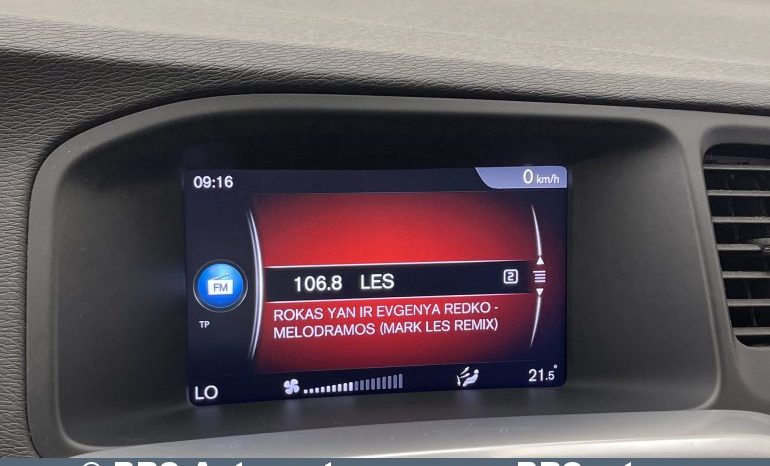 09:16
0 km/h
106.8 LES 2
FM
ROKAS YAN IR EVGENYA REDKO -
MELODRAMOS (MARK LES REMIX)
TP
LO
21.5°